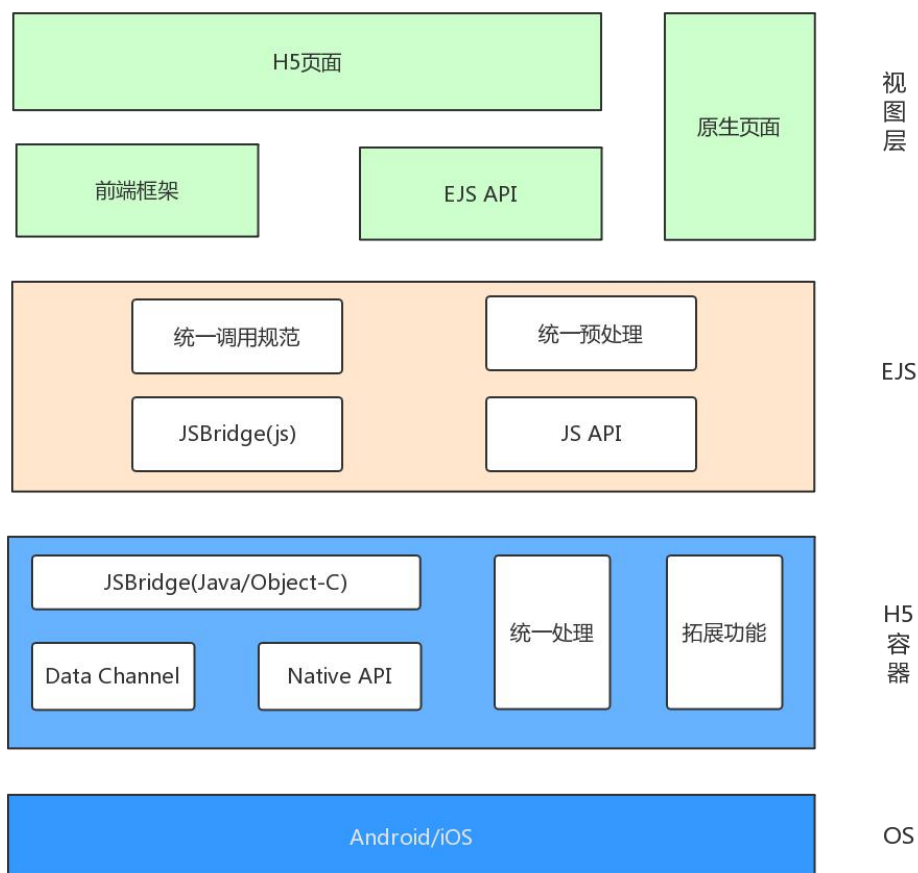 H5页面
原生页面
视图层
前端框架
EJS API
统一调用规范
统一预处理
EJS
JSBridge(js)
JS API
JSBridge(Java/Object-C)
统一处理
拓展功能
H5容器
Data Channel
Native API
Android/iOS
OS